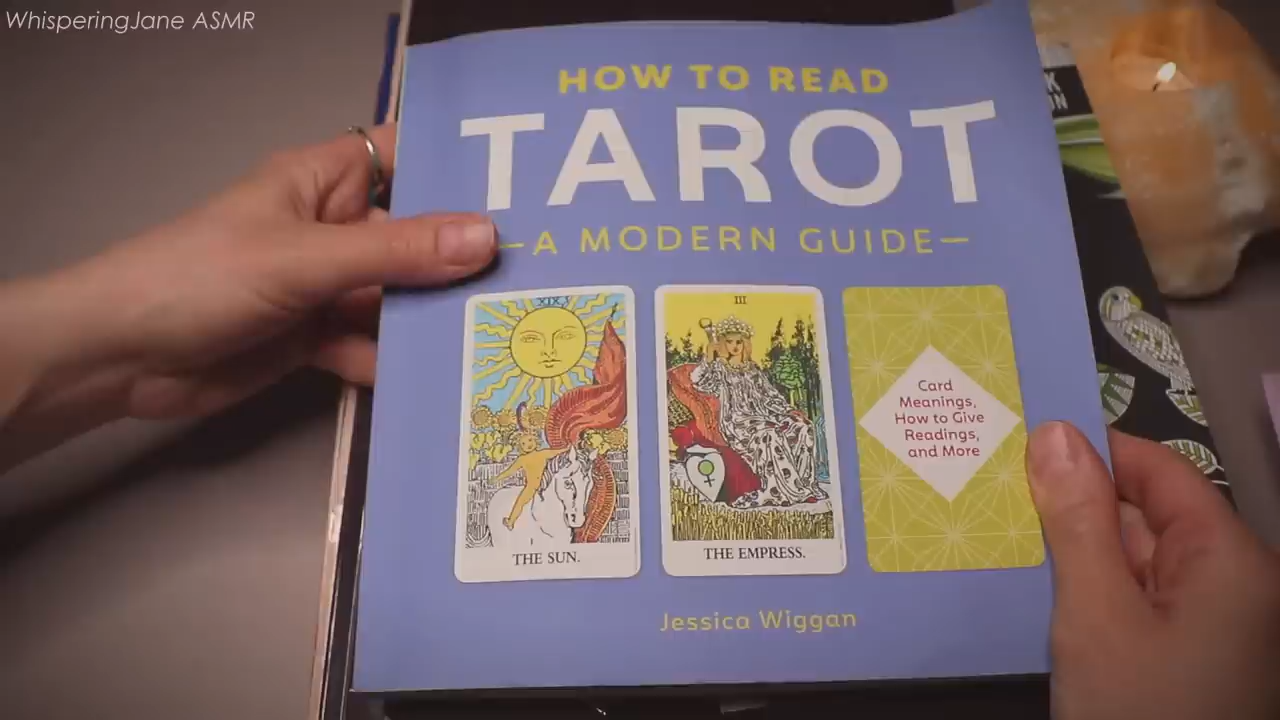 WhisperingJane ASMR
HOW TO READ
TAROT
—A MODERN GUIDE—
XIX
III
Card
Meanings,
How to Give
Readings,
and More
THE SUN.
THE EMPRESS.
Jessica Wiggan